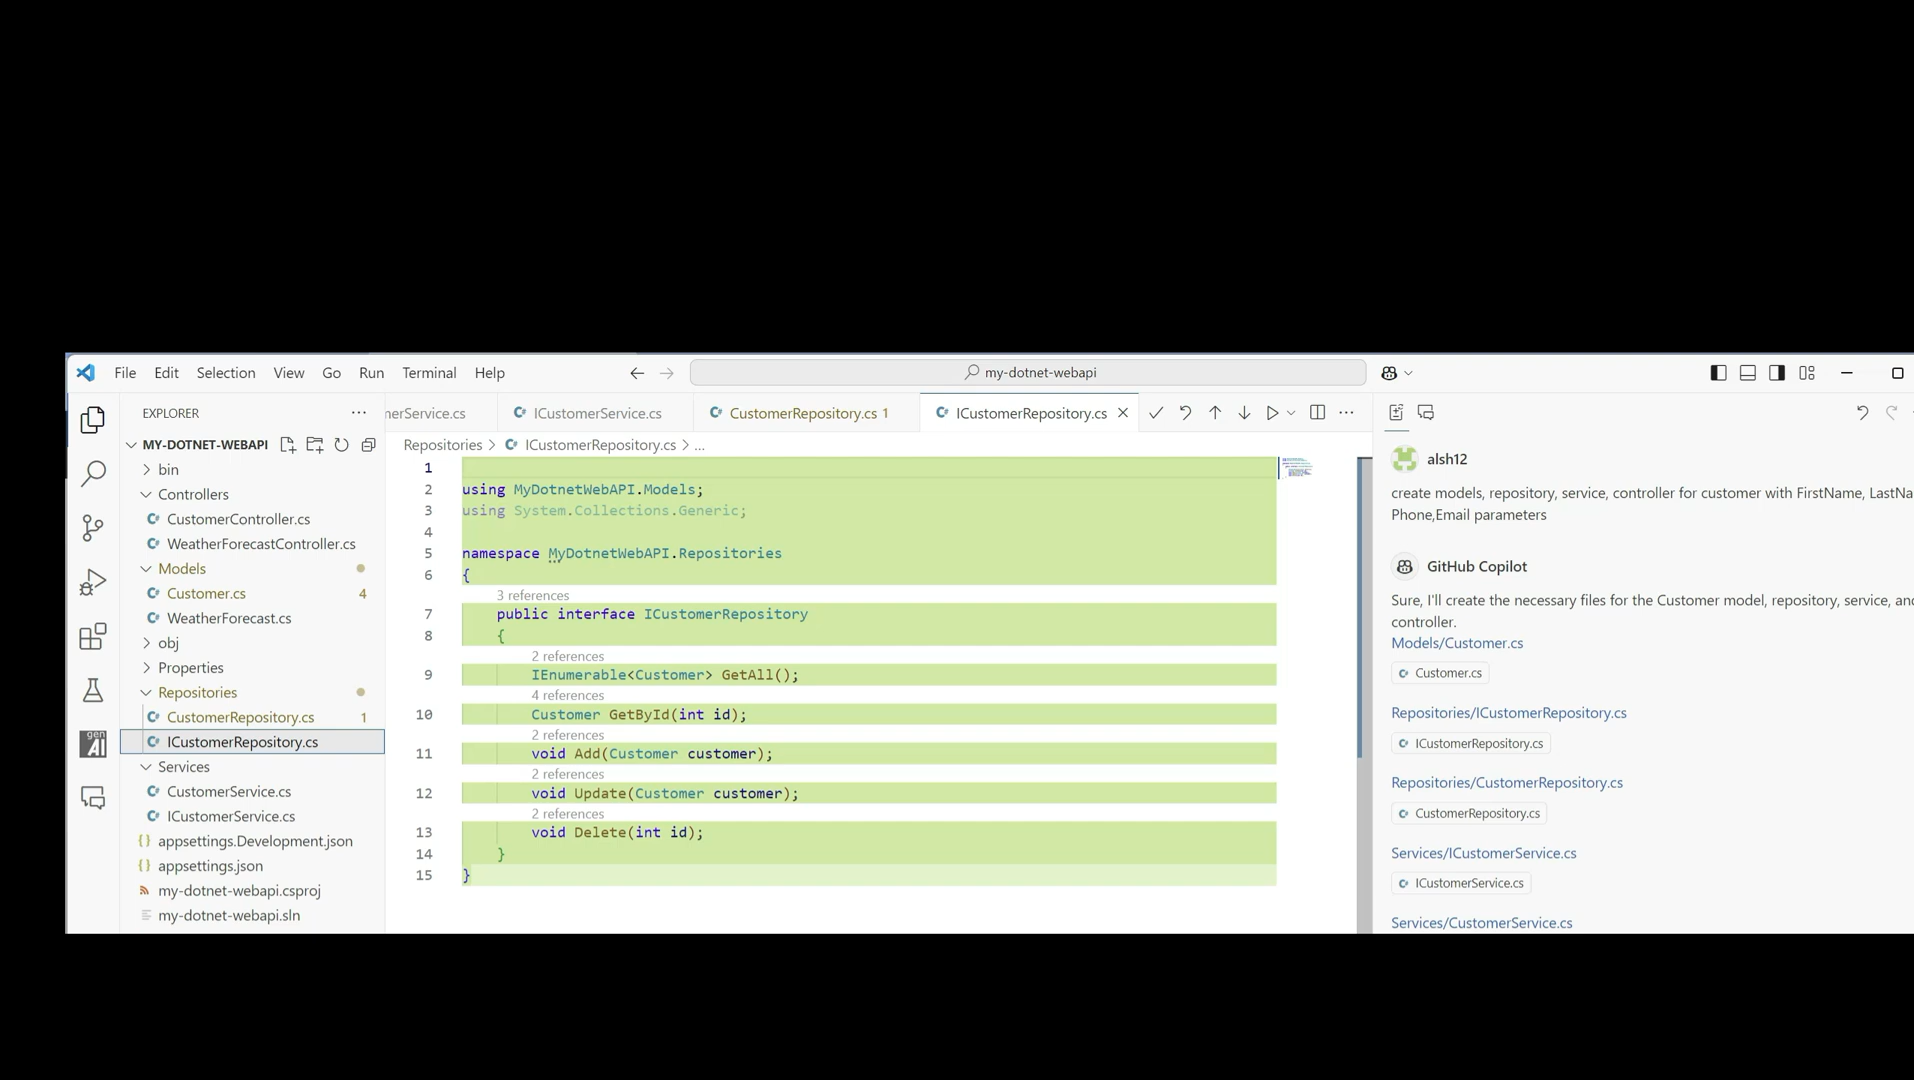 File Edit Selection View Go Run Terminal Help
my-dotnet-webapi
EXPLORER
MY-DOTNET-WEBAPI
bin
Controllers
CustomerController.cs
WeatherForecastController.cs
Models
Customer.cs 4
WeatherForecast.cs
obj
Properties
Repositories
CustomerRepository.cs 1
ICustomerRepository.cs
Services
CustomerService.cs
ICustomerService.cs
appsettings.Development.json
appsettings.json
my-dotnet-webapi.csproj
my-dotnet-webapi.sln
gen
AI
nerService.cs ICustomerService.cs CustomerRepository.cs 1 ICustomerRepository.cs
Repositories > ICustomerRepository.cs > ...
1
2 using MyDotnetWebAPI.Models;
3 using System.Collections.Generic;
4
5 namespace MyDotnetWebAPI.Repositories
6 {
3 references
7 public interface ICustomerRepository
8 {
2 references
9 IEnumerable<Customer> GetAll();
4 references
10 Customer GetById(int id);
2 references
11 void Add(Customer customer);
2 references
12 void Update(Customer customer);
2 references
13 void Delete(int id);
14 }
15 }
alsh12
create models, repository, service, controller for customer with FirstName, LastNa
Phone,Email parameters
GitHub Copilot
Sure, I'll create the necessary files for the Customer model, repository, service, an
controller.
Models/Customer.cs
Customer.cs
Repositories/ICustomerRepository.cs
ICustomerRepository.cs
Repositories/CustomerRepository.cs
CustomerRepository.cs
Services/ICustomerService.cs
ICustomerService.cs
Services/CustomerService.cs